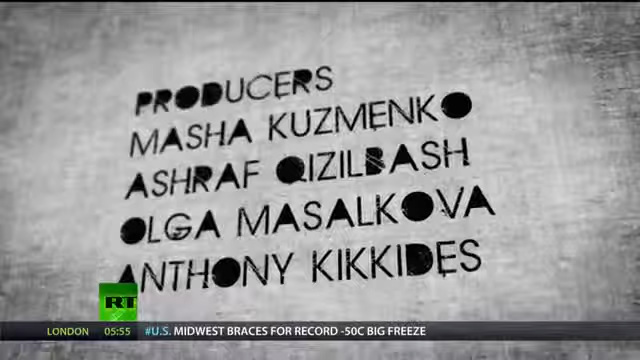 PRODUCERS
MASHA KUZMENKO
ASHRAF QIZILBASH
OLGA MASALKOVA
ANTHONY KIKKIDES
RT
LONDON 05:55 #U.S. MIDWEST BRACES FOR RECORD -50C BIG FREEZE